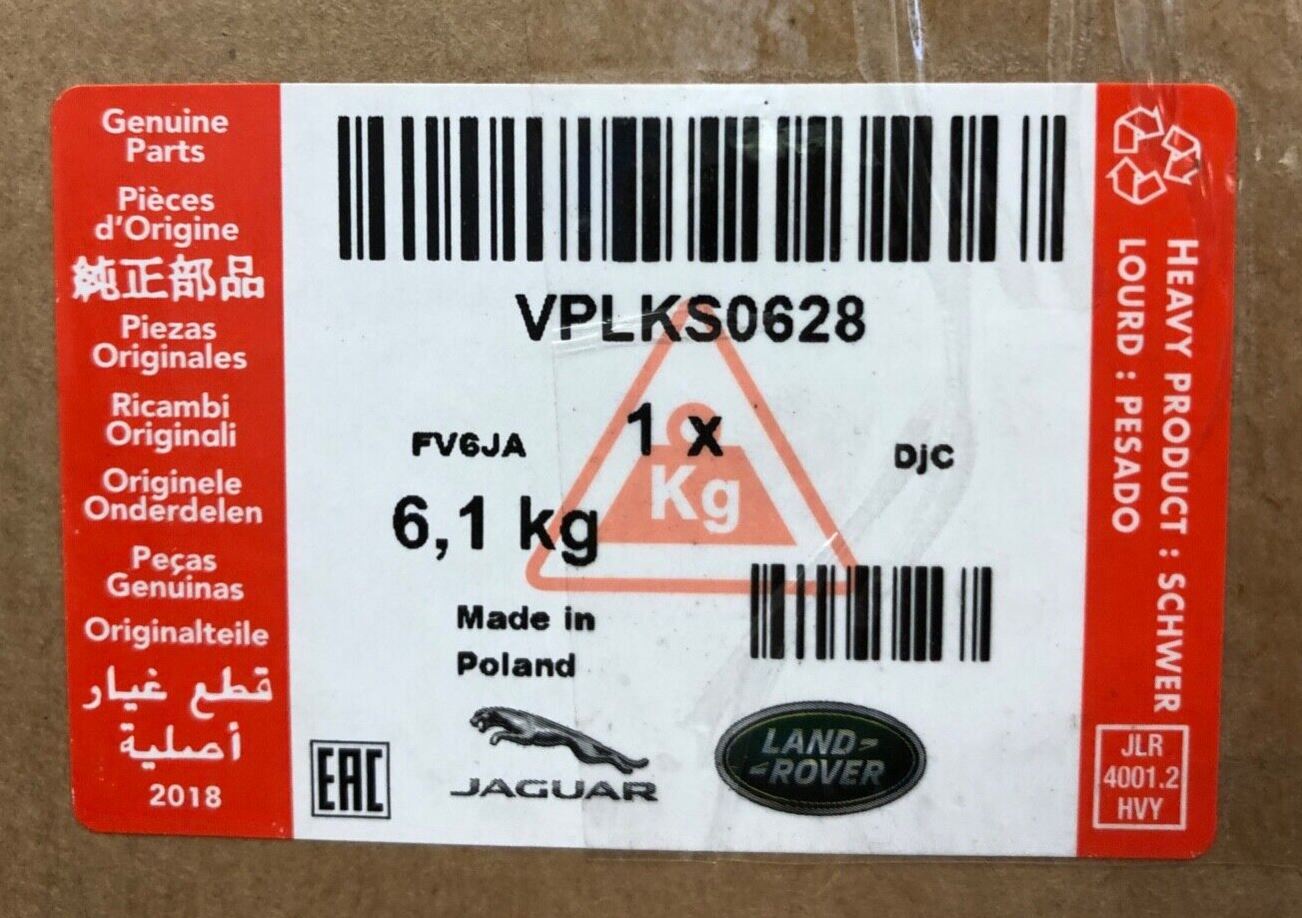 Genuine
Parts
Pièces
d'Origine
純正部品
Piezas
Originales
Ricambi
Originali
Originele
Onderdelen
Peças
Genuinas
Originalteile
قطع غيار
أصلية
2018
VPLKS0628
1 x
FV6JA
DjC
Kg
6,1 kg
Made in
Poland
EAC
JAGUAR
LAND-
-ROVER
HEAVY PRODUCT : SCHWER
LOURD : PESADO
JLR
4001.2
HVY